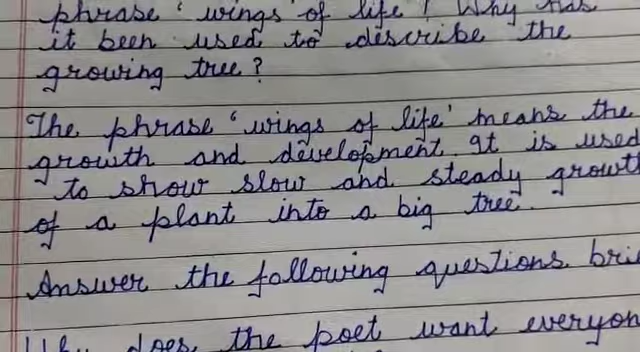 phrase 'wings of life'? Why has
it been used to describe the
growing tree?
The phrase 'wings of life' means the
growth and development. It is used
to show slow and steady growth
of a plant into a big tree.
Answer the following questions
does the poet want everyon